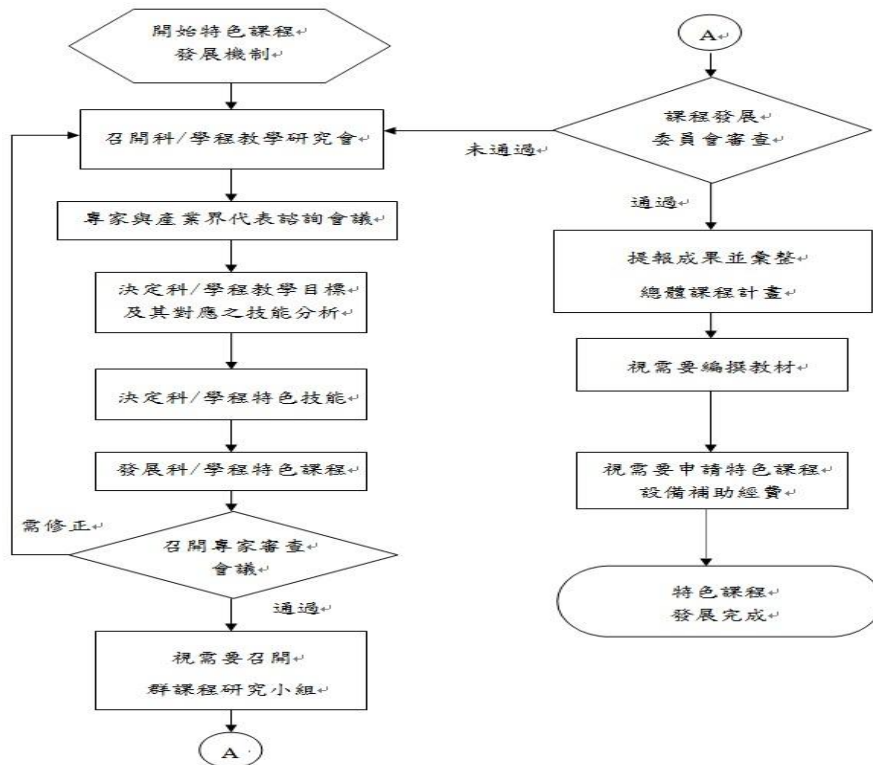 開始特色課程
發展機制
召開科/學程教學研究會
專家與產業界代表諮詢會議
決定科/學程教學目標
及其對應之技能分析
決定科/學程特色技能
發展科/學程特色課程
需修正
召開專家審查
會議
通過
視需要召開
群課程研究小組
A
A
課程發展
委員會審查
未通過
通過
提報成果並彙整
總體課程計畫
視需要編撰教材
視需要申請特色課程
設備補助經費
特色課程
發展完成